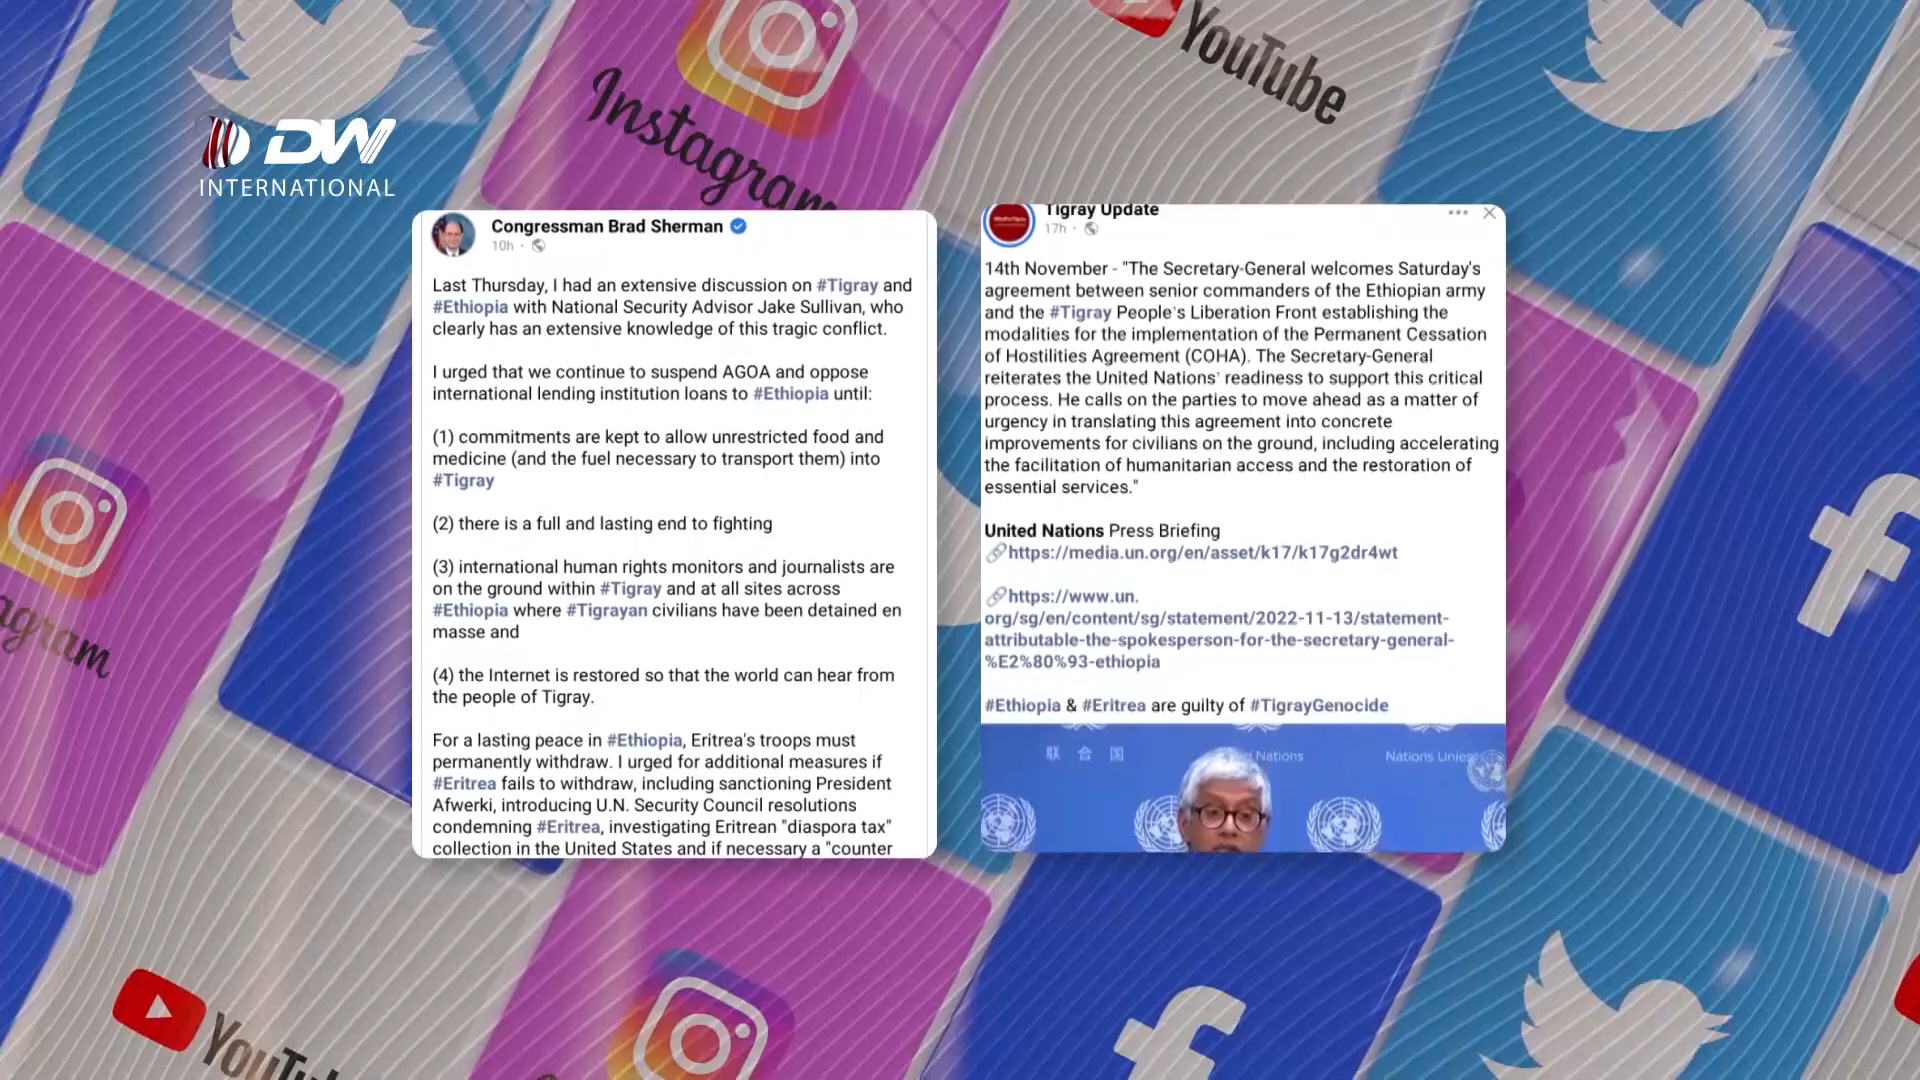 Instagram
YouTube
DW
INTERNATIONAL
Congressman Brad Sherman
10h ·
Last Thursday, I had an extensive discussion on #Tigray and
#Ethiopia with National Security Advisor Jake Sullivan, who
clearly has an extensive knowledge of this tragic conflict.
I urged that we continue to suspend AGOA and oppose
international lending institution loans to #Ethiopia until:
(1) commitments are kept to allow unrestricted food and
medicine (and the fuel necessary to transport them) into
#Tigray
(2) there is a full and lasting end to fighting
(3) international human rights monitors and journalists are
on the ground within #Tigray and at all sites across
#Ethiopia where #Tigrayan civilians have been detained en
masse and
(4) the Internet is restored so that the world can hear from
the people of Tigray.
For a lasting peace in #Ethiopia, Eritrea's troops must
permanently withdraw. I urged for additional measures if
#Eritrea fails to withdraw, including sanctioning President
Afwerki, introducing U.N. Security Council resolutions
condemning #Eritrea, investigating Eritrean "diaspora tax"
collection in the United States and if necessary a "counter
Tigray Update
17h ·
14th November - "The Secretary-General welcomes Saturday's
agreement between senior commanders of the Ethiopian army
and the #Tigray People's Liberation Front establishing the
modalities for the implementation of the Permanent Cessation
of Hostilities Agreement (COHA). The Secretary-General
reiterates the United Nations' readiness to support this critical
process. He calls on the parties to move ahead as a matter of
urgency in translating this agreement into concrete
improvements for civilians on the ground, including accelerating
the facilitation of humanitarian access and the restoration of
essential services."
United Nations Press Briefing
https://media.un.org/en/asset/k17/k17g2dr4wt
https://www.un.
org/sg/en/content/sg/statement/2022-11-13/statement-
attributable-the-spokesperson-for-the-secretary-general-
%E2%80%93-ethiopia
#Ethiopia & #Eritrea are guilty of #TigrayGenocide
联合国
d Nations
Nations Unies
agram
YouTu